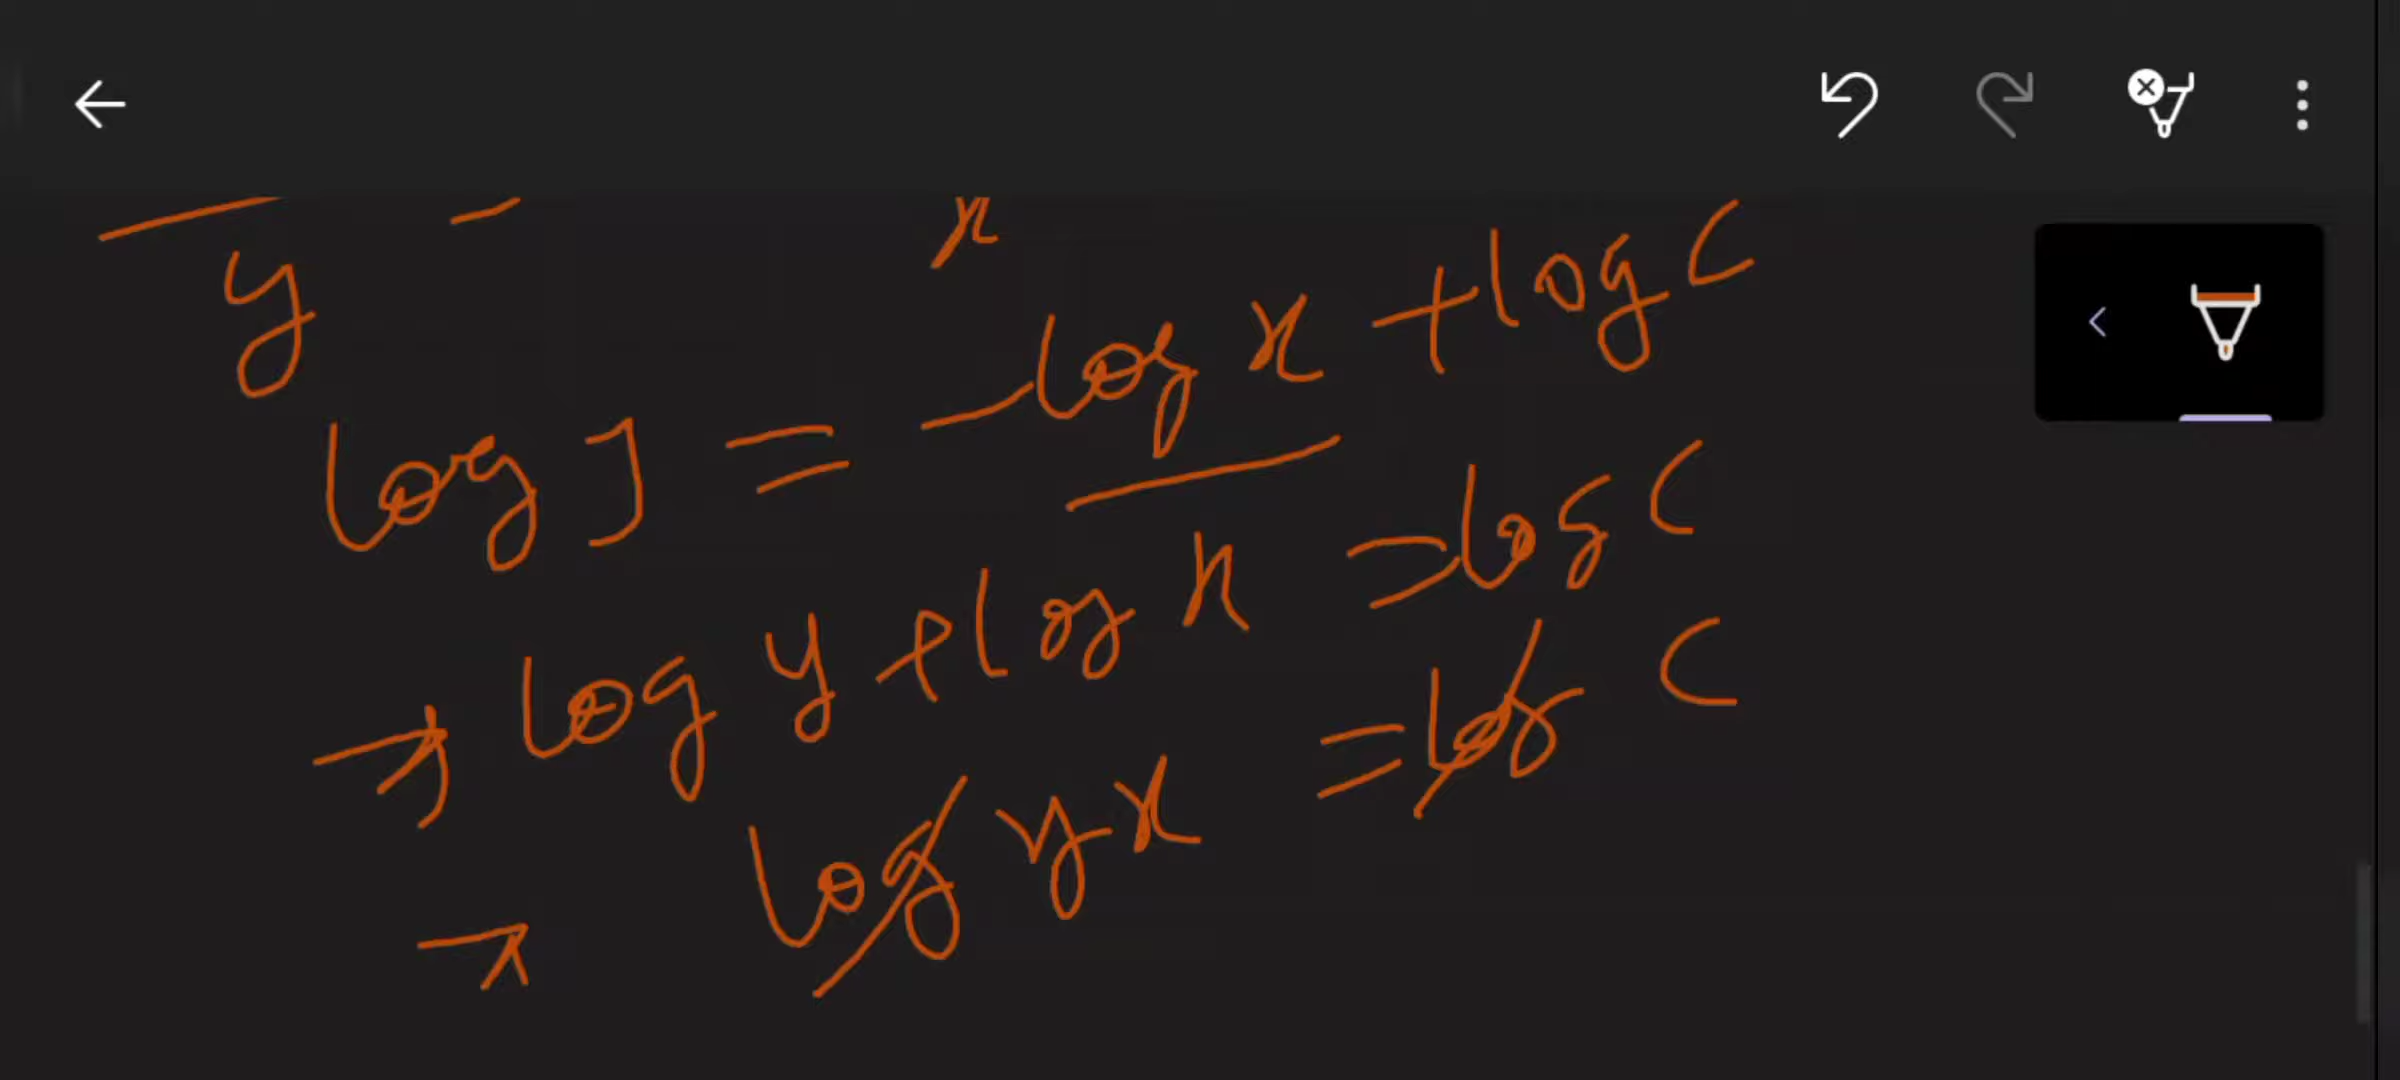 y = x
log y = -log x + log c
→ log y + log x = log c
→ log yx = log c